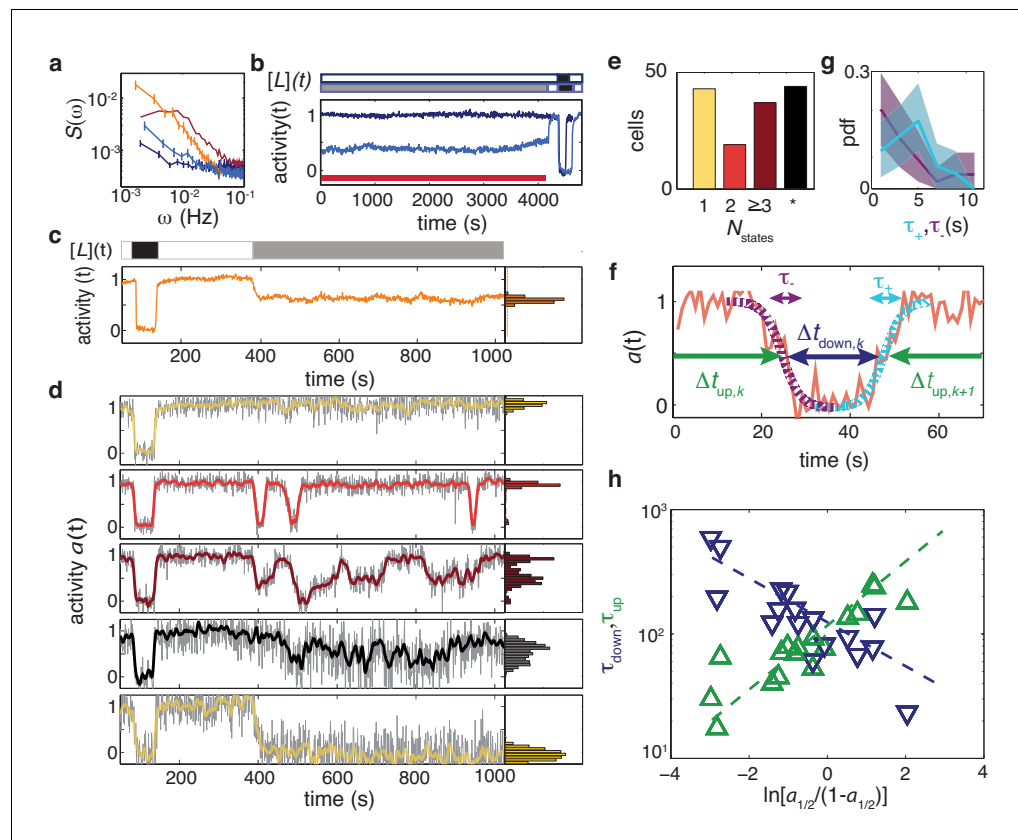 a
S(ω)
10⁻²
10⁻³
10⁻³
10⁻²
10⁻¹
ω (Hz)
b
[L](t)
activity(t)
1
0
0
1000
2000
3000
4000
time (s)
c
[L](t)
activity (t)
1
0
200
400
600
800
1000
time (s)
d
activity a(t)
1
0
1
0
1
0
1
0
1
0
200
400
600
800
1000
time (s)
e
cells
50
0
1
2
≥3
*
N_states
g
pdf
0.3
0
0
5
10
τ₊,τ₋(s)
f
a(t)
1
0
τ₋
τ₊
Δt_down,k
Δt_up,k
Δt_up,k+1
0
20
40
60
time (s)
h
τ_down,τ_up
10³
10²
10¹
−4
−2
0
2
4
ln[a_1/2/(1-a_1/2)]